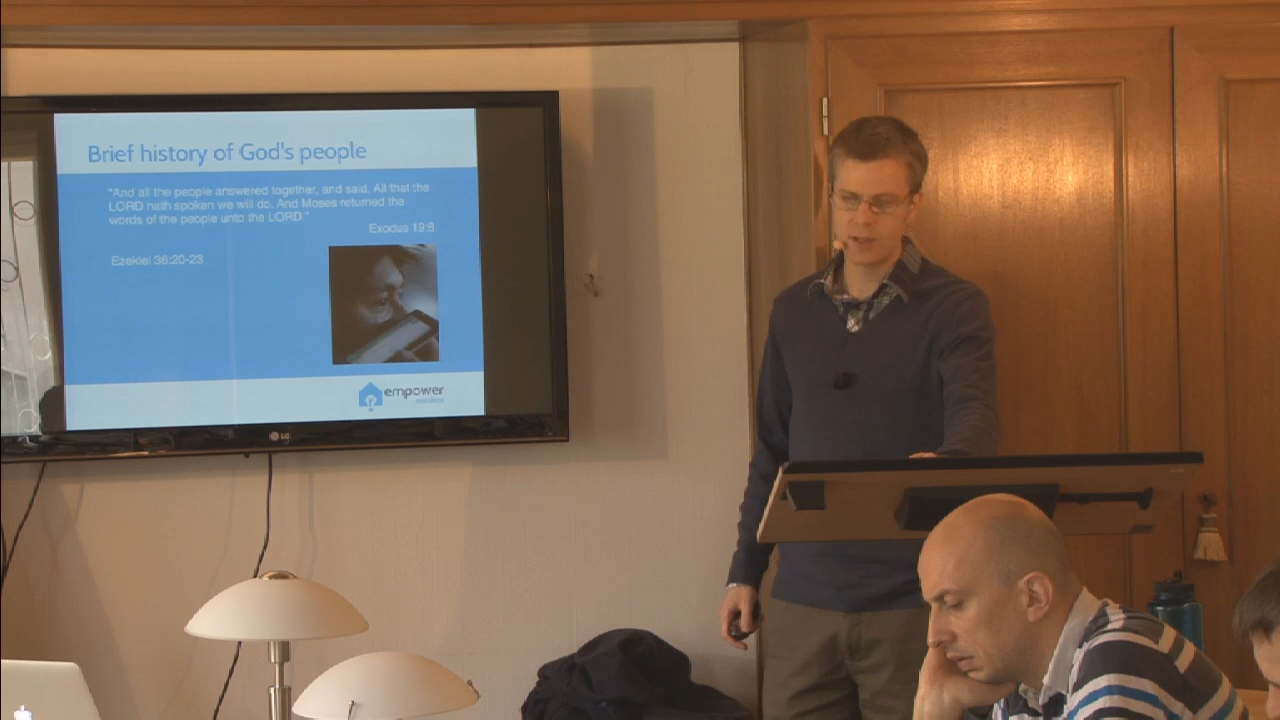 Brief history of God's people
"And all the people answered together, and said, All that the
LORD hath spoken we will do. And Moses returned the
words of the people unto the LORD."
Exodus 19:8
Ezekiel 36:20-23
empower
LG